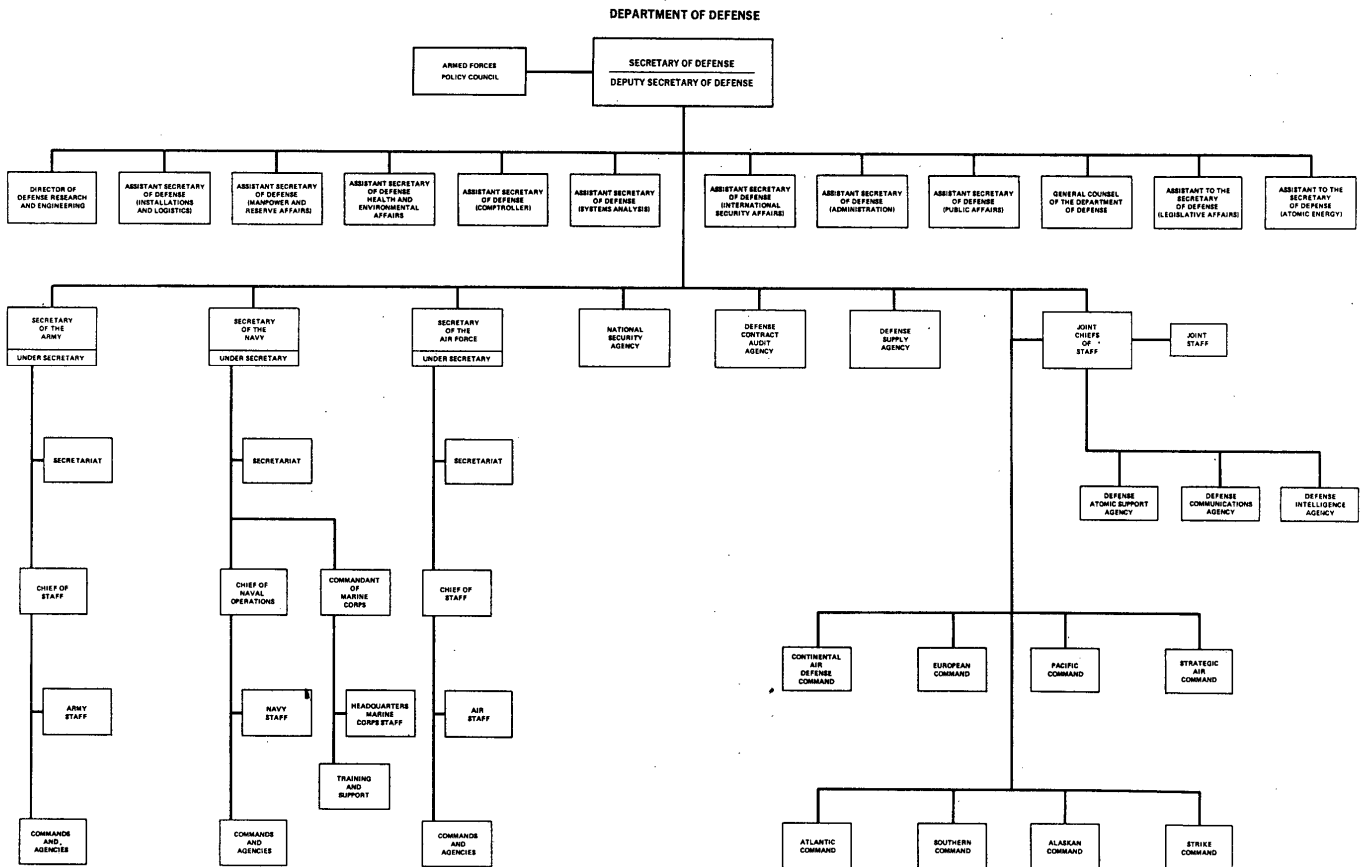 DEPARTMENT OF DEFENSE
ARMED FORCES
POLICY COUNCIL
SECRETARY OF DEFENSE
DEPUTY SECRETARY OF DEFENSE
DIRECTOR OF
DEFENSE RESEARCH
AND ENGINEERING
ASSISTANT SECRETARY
OF DEFENSE
(INSTALLATIONS
AND LOGISTICS)
ASSISTANT SECRETARY
OF DEFENSE
(MANPOWER AND
RESERVE AFFAIRS)
ASSISTANT SECRETARY
OF DEFENSE
HEALTH AND
ENVIRONMENTAL
AFFAIRS
ASSISTANT SECRETARY
OF DEFENSE
(COMPTROLLER)
ASSISTANT SECRETARY
OF DEFENSE
(SYSTEMS ANALYSIS)
ASSISTANT SECRETARY
OF DEFENSE
(INTERNATIONAL
SECURITY AFFAIRS)
ASSISTANT SECRETARY
OF DEFENSE
(ADMINISTRATION)
ASSISTANT SECRETARY
OF DEFENSE
(PUBLIC AFFAIRS)
GENERAL COUNSEL
OF THE DEPARTMENT
OF DEFENSE
ASSISTANT TO THE
SECRETARY
OF DEFENSE
(LEGISLATIVE AFFAIRS)
ASSISTANT TO THE
SECRETARY
OF DEFENSE
(ATOMIC ENERGY)
SECRETARY
OF THE
ARMY
UNDER SECRETARY
SECRETARY
OF THE
NAVY
UNDER SECRETARY
SECRETARY
OF THE
AIR FORCE
UNDER SECRETARY
NATIONAL
SECURITY
AGENCY
DEFENSE
CONTRACT
AUDIT
AGENCY
DEFENSE
SUPPLY
AGENCY
JOINT
CHIEFS
OF
STAFF
JOINT
STAFF
SECRETARIAT
SECRETARIAT
SECRETARIAT
DEFENSE
ATOMIC SUPPORT
AGENCY
DEFENSE
COMMUNICATIONS
AGENCY
DEFENSE
INTELLIGENCE
AGENCY
CHIEF OF
STAFF
CHIEF OF
NAVAL
OPERATIONS
COMMANDANT
OF
MARINE
CORPS
CHIEF OF
STAFF
CONTINENTAL
AIR
DEFENSE
COMMAND
EUROPEAN
COMMAND
PACIFIC
COMMAND
STRATEGIC
AIR
COMMAND
ARMY
STAFF
NAVY
STAFF
HEADQUARTERS
MARINE
CORPS STAFF
AIR
STAFF
TRAINING
AND
SUPPORT
COMMANDS
AND,
AGENCIES
COMMANDS
AND
AGENCIES
COMMANDS
AND
AGENCIES
ATLANTIC
COMMAND
SOUTHERN
COMMAND
ALASKAN
COMMAND
STRIKE
COMMAND